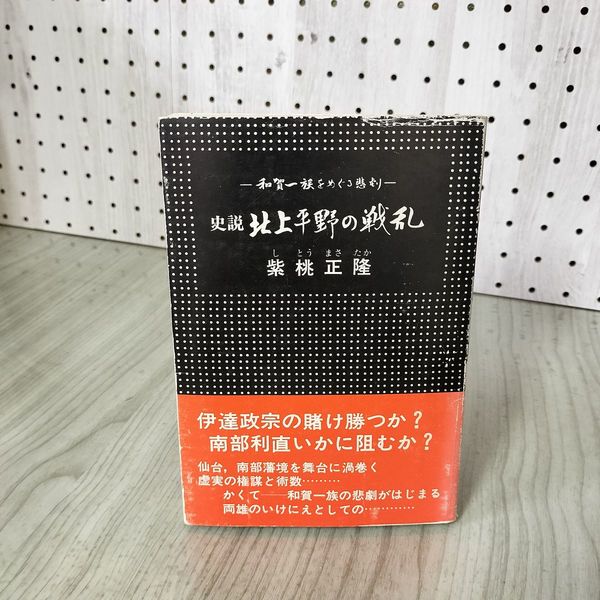 ―和賀一族をめぐる悲劇―
史説 北上平野の戦乱
し とう まさ たか
紫桃正隆
伊達政宗の賭け勝つか？
南部利直いかに阻むか？
仙台，南部藩境を舞台に渦巻く
虚実の権謀と術数………
かくて――和賀一族の悲劇がはじまる
両雄のいけにえとしての…………